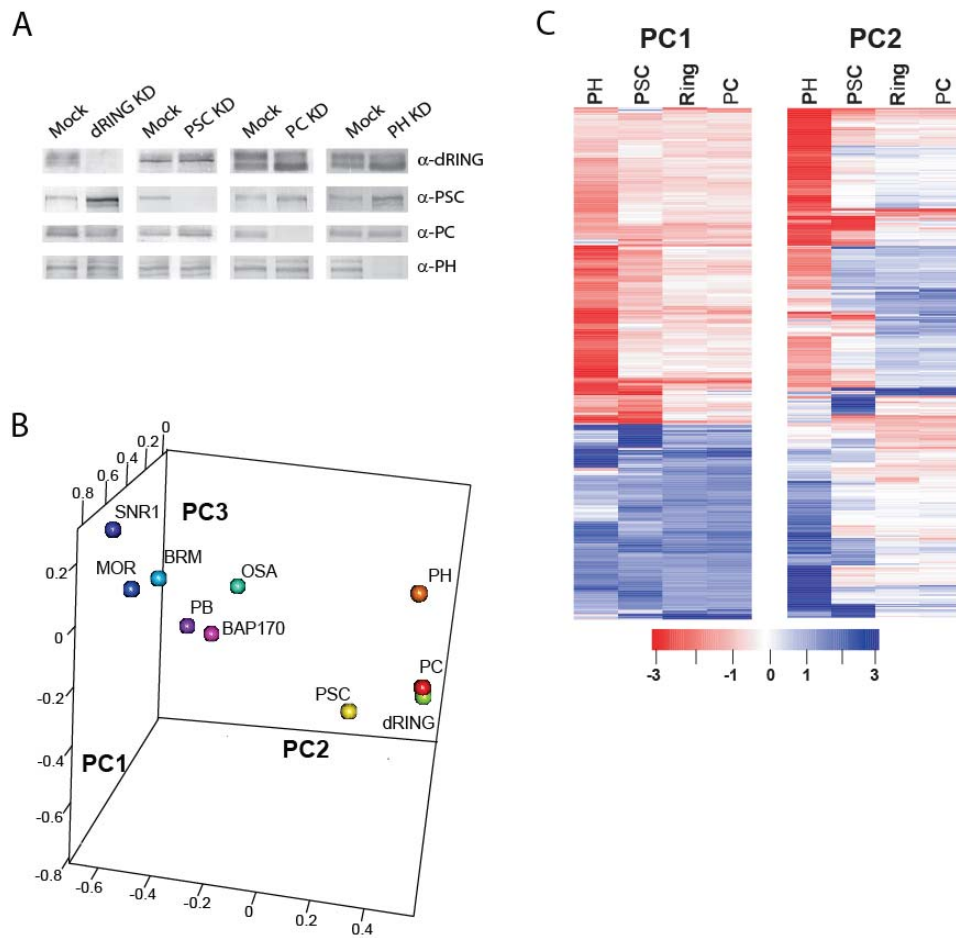 A
Mock
dRING KD
Mock
PSC KD
Mock
PC KD
Mock
PH KD
α-dRING
α-PSC
α-PC
α-PH
B
0
0.2
0.4
0.6
0.8
PC3
SNR1
MOR
BRM
OSA
PH
PB
BAP170
PC
PSC
dRING
PC1
PC2
0.2
0
-0.2
-0.4
-0.6
-0.8
-0.6
-0.4
-0.2
0
0.2
0.4
C
PC1
PC2
PH
PSC
Ring
PC
PH
PSC
Ring
PC
-3 -1 0 1 3